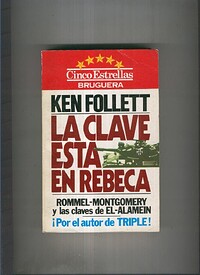 Cinco Estrellas
BRUGUERA
KEN FOLLETT
LA CLAVE
ESTA
EN REBECA
ROMMEL-MONTGOMERY
y las claves de EL-ALAMEIN
¡Por el autor de TRIPLE!